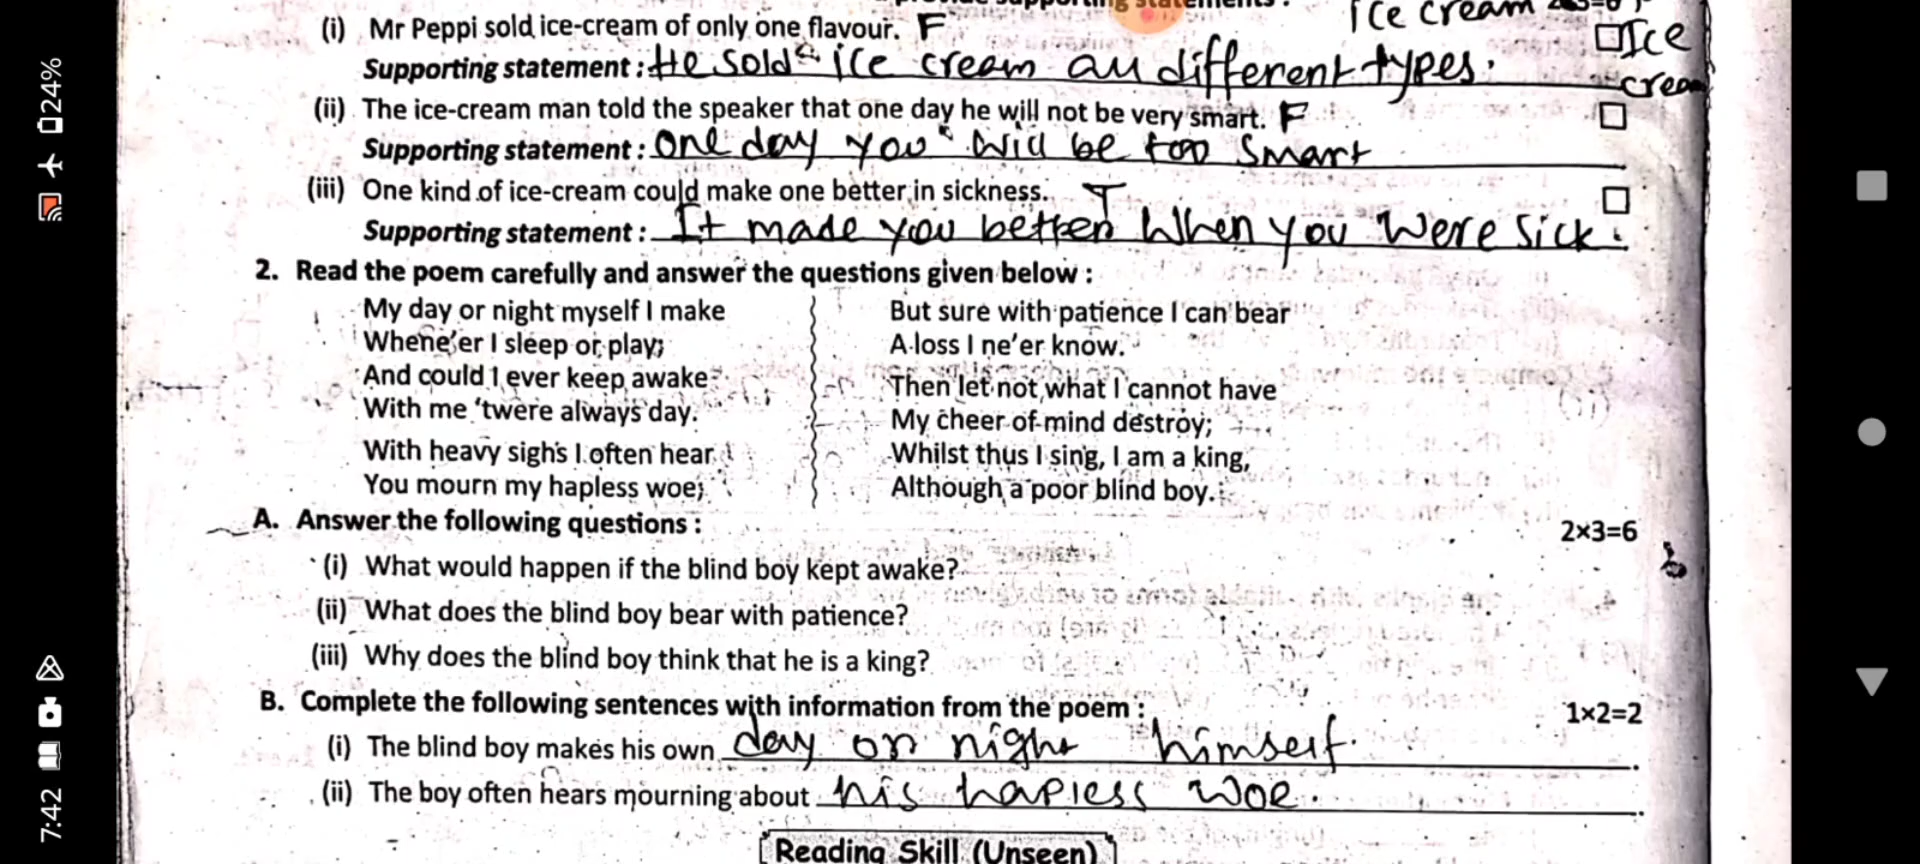 statements :
Ice cream
(i) Mr Peppi sold ice-cream of only one flavour. F
Ice
Supporting statement : He sold ice cream all different types.
cream
(ii) The ice-cream man told the speaker that one day he will not be very smart. F
Supporting statement : One day you will be too smart
(iii) One kind of ice-cream could make one better in sickness. T
Supporting statement : It made you better when you were sick.
2. Read the poem carefully and answer the questions given below :
My day or night myself I make
Whene'er I sleep or play;
And could I ever keep awake
With me 'twere always day.
With heavy sighs I often hear
You mourn my hapless woe;
But sure with patience I can bear
A loss I ne'er know.
Then let not what I cannot have
My cheer of mind destroy;
Whilst thus I sing, I am a king,
Although a poor blind boy.
A. Answer the following questions : 2×3=6
(i) What would happen if the blind boy kept awake?
(ii) What does the blind boy bear with patience?
(iii) Why does the blind boy think that he is a king?
B. Complete the following sentences with information from the poem : 1×2=2
(i) The blind boy makes his own day or night himself.
(ii) The boy often hears mourning about his hapless woe.
Reading Skill (Unseen)
24%
7:42